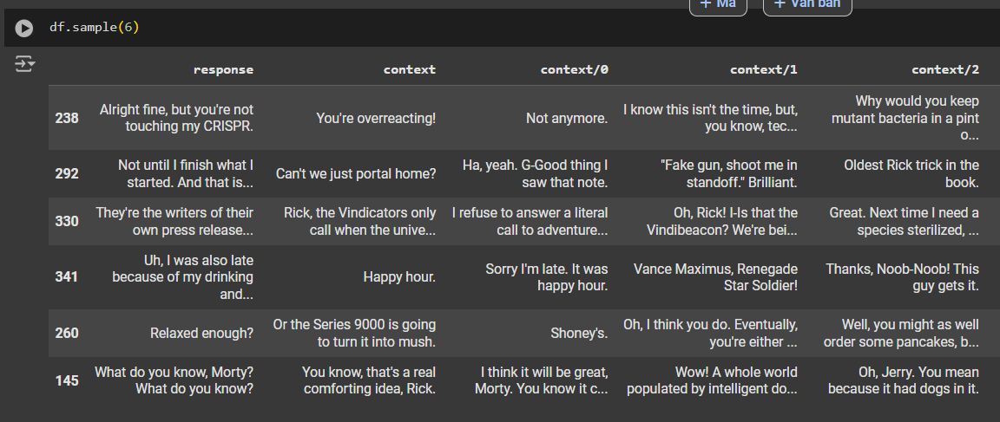 + Mã + Văn bản
df.sample(6)
response context context/0 context/1 context/2
238 Alright fine, but you're not touching my CRISPR. You're overreacting! Not anymore. I know this isn't the time, but, you know, tec... Why would you keep mutant bacteria in a pint o...
292 Not until I finish what I started. And that is... Can't we just portal home? Ha, yeah. G-Good thing I saw that note. "Fake gun, shoot me in standoff." Brilliant. Oldest Rick trick in the book.
330 They're the writers of their own press release... Rick, the Vindicators only call when the unive... I refuse to answer a literal call to adventure... Oh, Rick! I-Is that the Vindibeacon? We're bei... Great. Next time I need a species sterilized, ...
341 Uh, I was also late because of my drinking and... Happy hour. Sorry I'm late. It was happy hour. Vance Maximus, Renegade Star Soldier! Thanks, Noob-Noob! This guy gets it.
260 Relaxed enough? Or the Series 9000 is going to turn it into mush. Shoney's. Oh, I think you do. Eventually, you're either ... Well, you might as well order some pancakes, b...
145 What do you know, Morty? What do you know? You know, that's a real comforting idea, Rick. I think it will be great, Morty. You know it c... Wow! A whole world populated by intelligent do... Oh, Jerry. You mean because it had dogs in it.